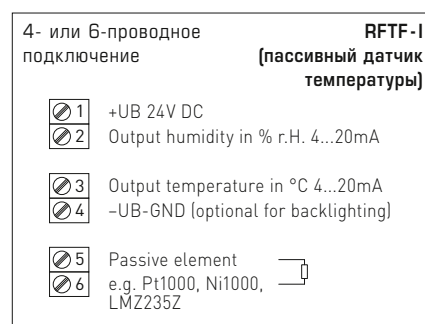 4- или 6-проводное
подключение
RFTF-I
(пассивный датчик
температуры)
1 +UB 24V DC
2 Output humidity in % r.H. 4...20mA
3 Output temperature in °C 4...20mA
4 –UB-GND (optional for backlighting)
5 Passive element
6 e.g. Pt1000, Ni1000,
LMZ235Z